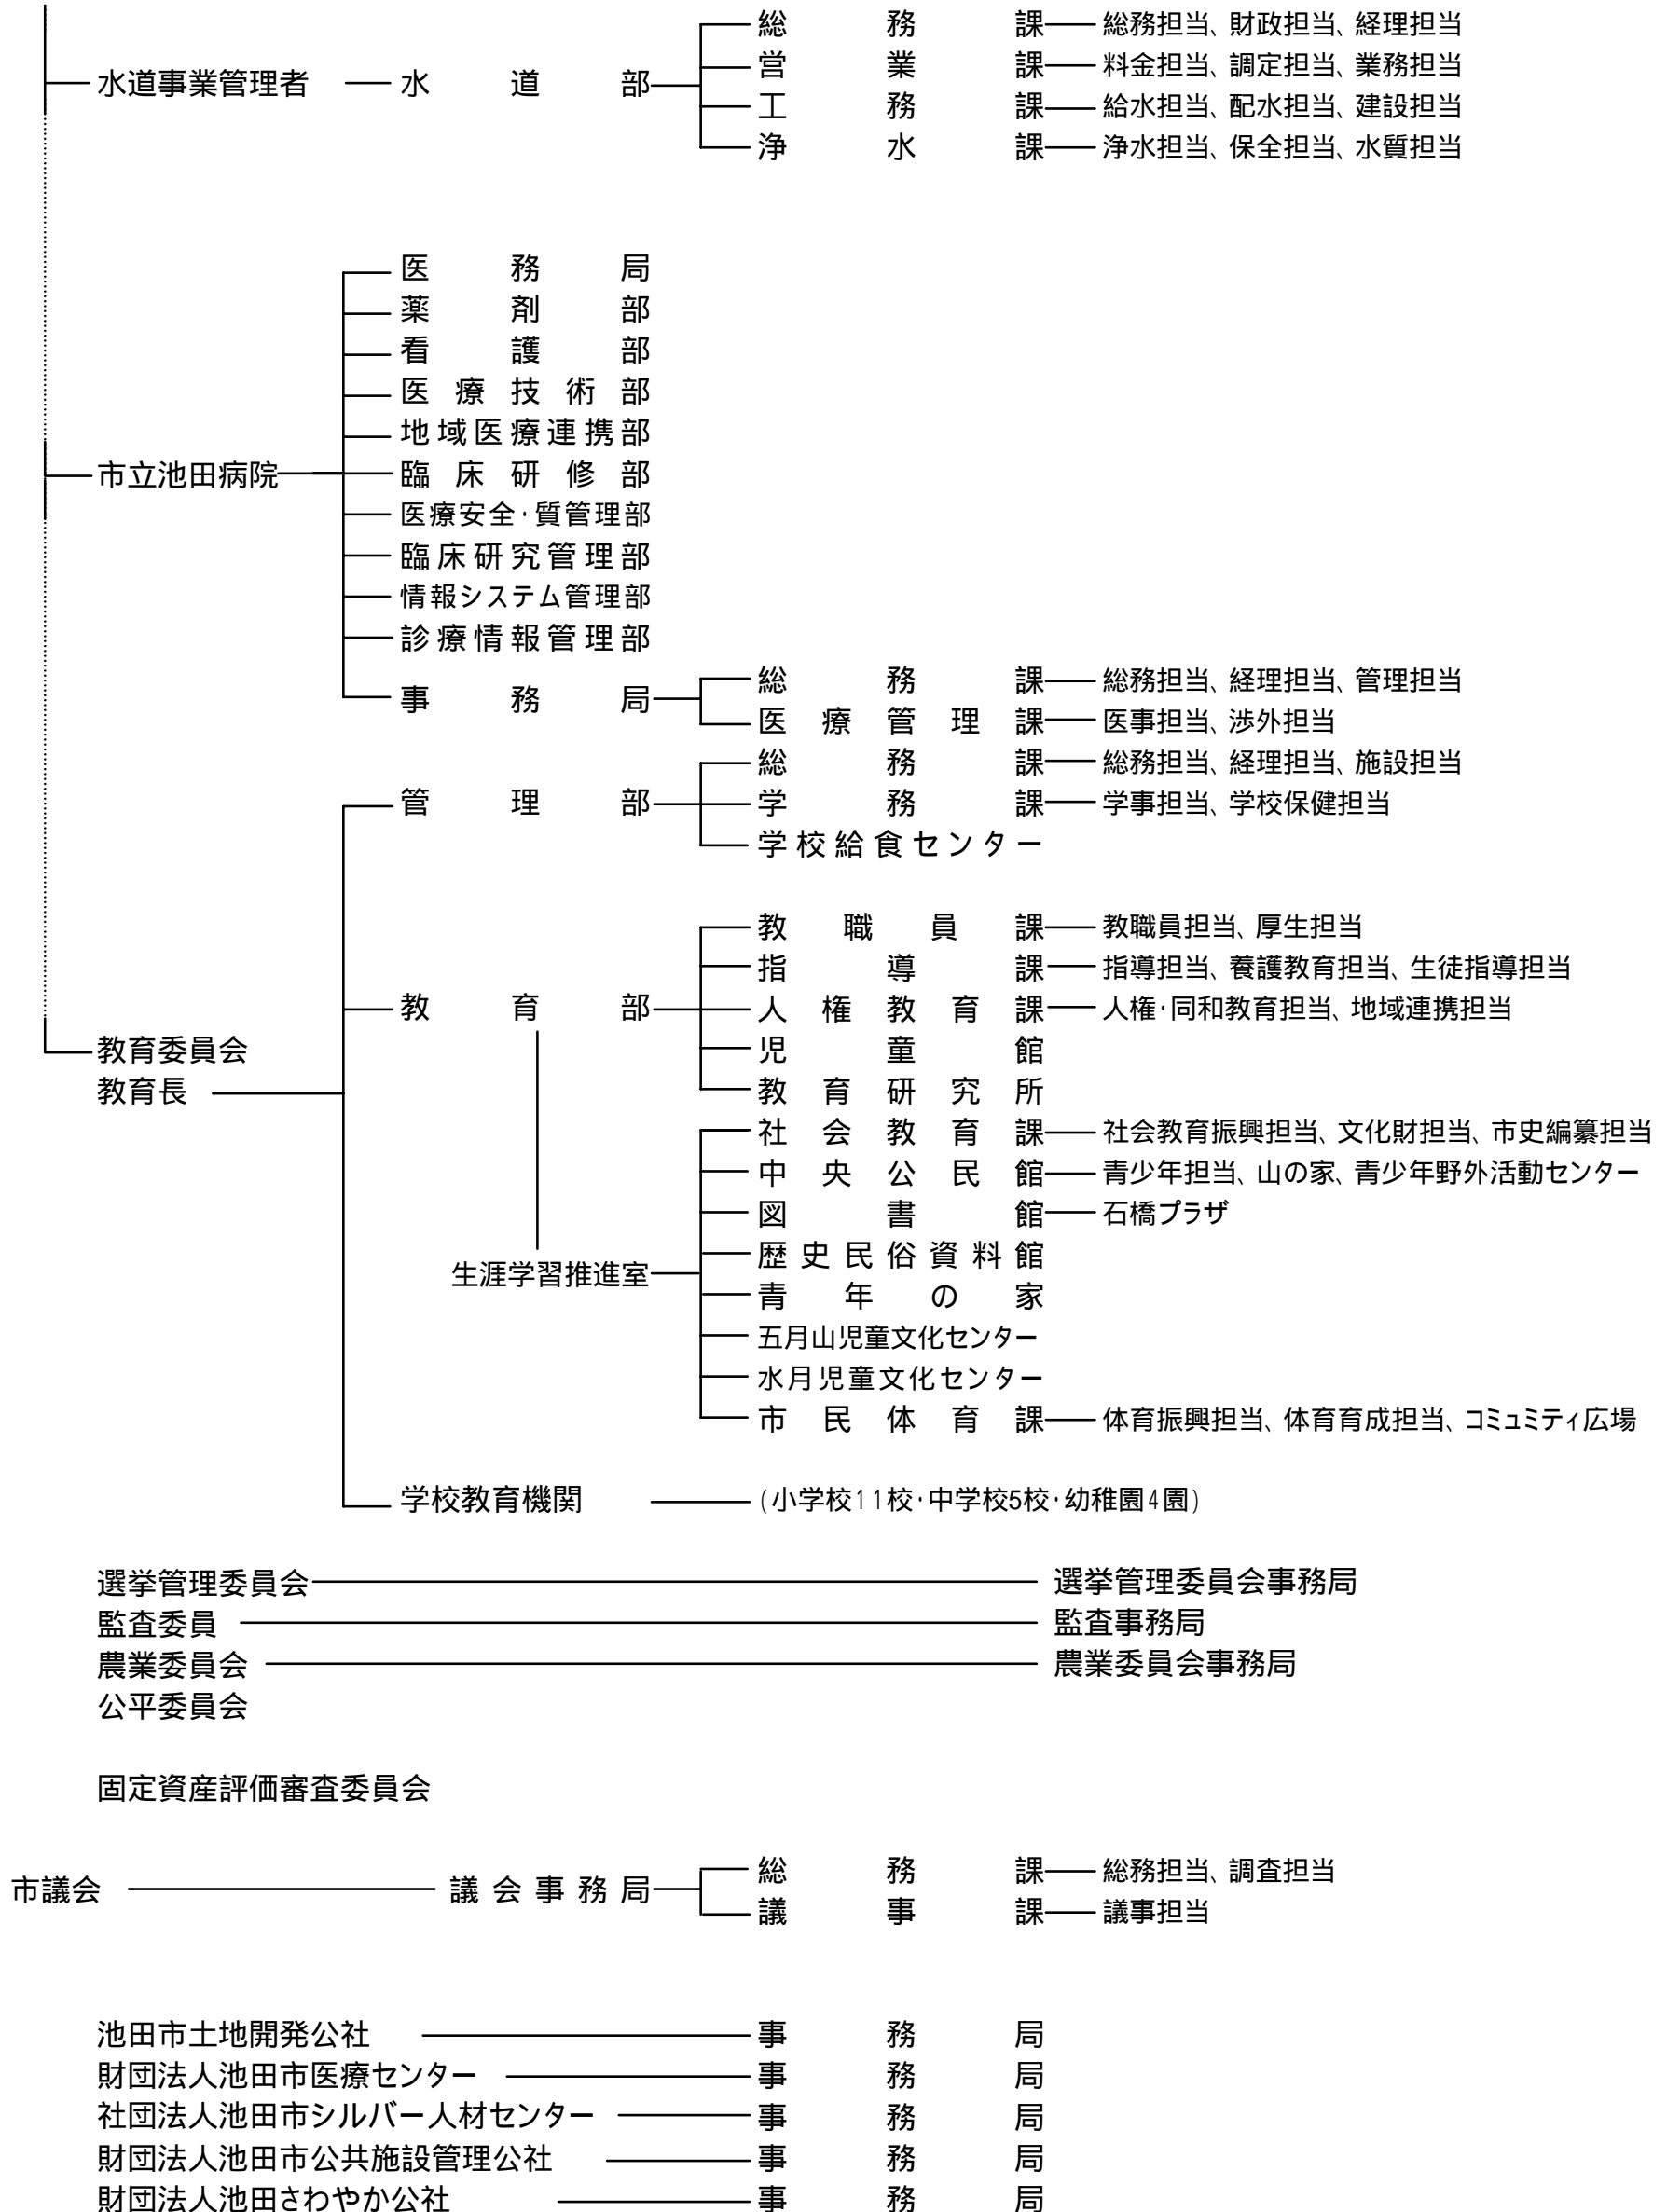 総務課 総務担当、財政担当、経理担当
営業課 料金担当、調定担当、業務担当
水道事業管理者 水道部
工務課 給水担当、配水担当、建設担当
浄水課 浄水担当、保全担当、水質担当
医務局
薬剤部
看護部
医療技術部
地域医療連携部
市立池田病院 臨床研修部
医療安全・質管理部
臨床研究管理部
情報システム管理部
診療情報管理部
総務課 総務担当、経理担当、管理担当
事務局
医療管理課 医事担当、渉外担当
総務課 総務担当、経理担当、施設担当
管理部 学務課 学事担当、学校保健担当
学校給食センター
教職員課 教職員担当、厚生担当
指導課 指導担当、養護教育担当、生徒指導担当
教育部 人権教育課 人権・同和教育担当、地域連携担当
教育委員会 児童館
教育長 教育研究所
社会教育課 社会教育振興担当、文化財担当、市史編纂担当
中央公民館 青少年担当、山の家、青少年野外活動センター
図書館 石橋プラザ
歴史民俗資料館
生涯学習推進室
青年の家
五月山児童文化センター
水月児童文化センター
市民体育課 体育振興担当、体育育成担当、コミュミティ広場
学校教育機関 (小学校11校・中学校5校・幼稚園4園)
選挙管理委員会 選挙管理委員会事務局
監査委員 監査事務局
農業委員会 農業委員会事務局
公平委員会
固定資産評価審査委員会
総務課 総務担当、調査担当
市議会 議会事務局
議事課 議事担当
池田市土地開発公社 事務局
財団法人池田市医療センター 事務局
社団法人池田市シルバー人材センター 事務局
財団法人池田市公共施設管理公社 事務局
財団法人池田さわやか公社 事務局